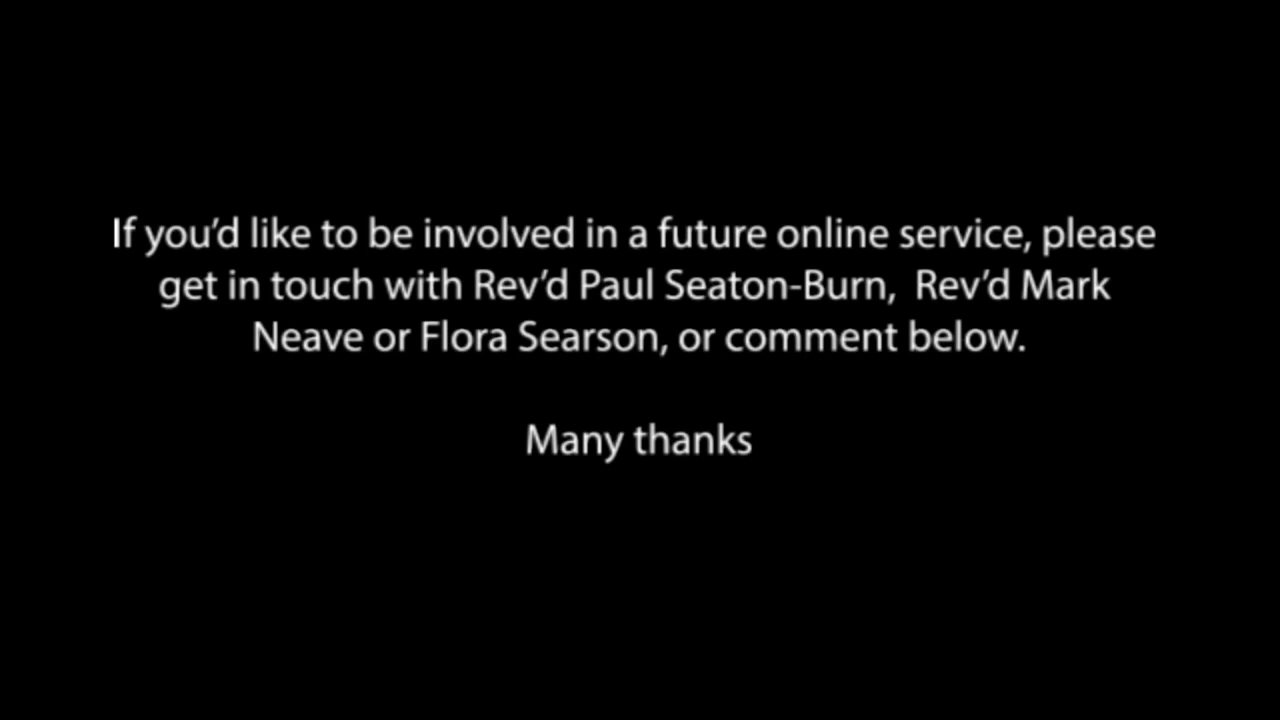 If you’d like to be involved in a future online service, please
get in touch with Rev’d Paul Seaton-Burn,  Rev’d Mark
Neave or Flora Searson, or comment below.
Many thanks